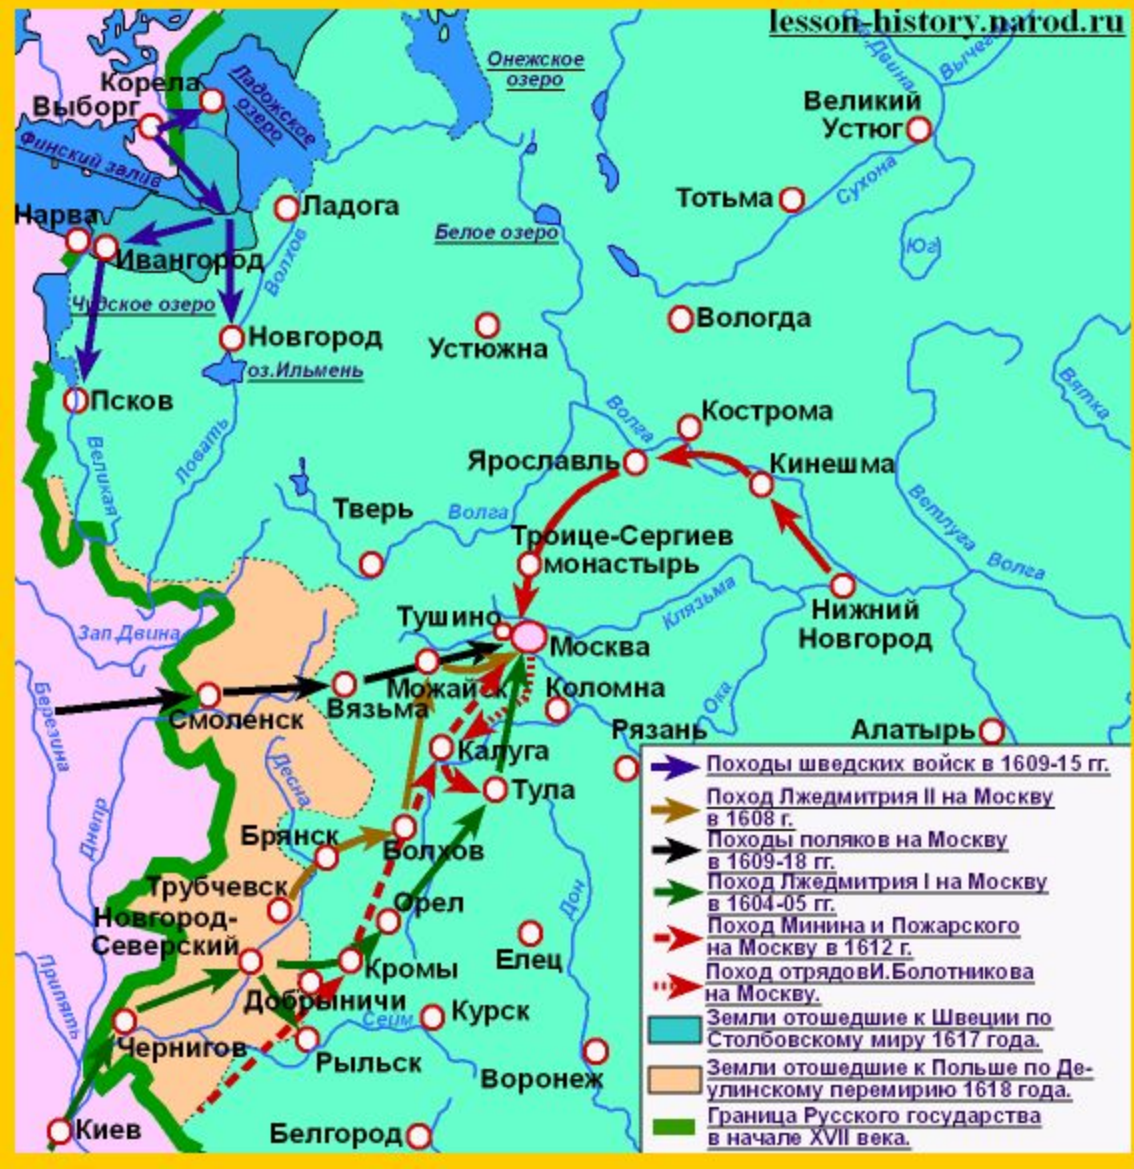 lesson-history.narod.ru
Онежское
озеро
Ладожское
озеро
Корела
Выборг
Финский залив
Вычегда
Великий
Устюг
Сухона
Тотьма
Юг
Нарва
Ладога
Ивангород
Волхов
Белое озеро
Чудское озеро
Новгород
оз.Ильмень
Устюжна
Вологда
Псков
Великая
Ловать
Волга
Кострома
Вятка
Ярославль
Кинешма
Ветлуга
Волга
Тверь
Волга
Троице-Сергиев
монастырь
Нижний
Новгород
Клязьма
Зап.Двина
Тушино
Москва
Можайск
Коломна
Березина
Смоленск
Вязьма
Ока
Рязань
Алатырь
Калуга
Десна
Тула
Днепр
Брянск
Болхов
Трубчевск
Орел
Дон
Новгород-
Северский
Кромы
Елец
Припять
Добрыничи
Сейм
Курск
Чернигов
Рыльск
Воронеж
Киев
Белгород
Походы шведских войск в 1609-15 гг.
Поход Лжедмитрия II на Москву
в 1608 г.
Походы поляков на Москву
в 1609-18 гг.
Поход Лжедмитрия I на Москву
в 1604-05 гг.
Поход Минина и Пожарского
на Москву в 1612 г.
Поход отрядовИ.Болотникова
на Москву.
Земли отошедшие к Швеции по
Столбовскому миру 1617 года.
Земли отошедшие к Польше по Де-
улинскому перемирию 1618 года.
Граница Русского государства
в начале XVII века.